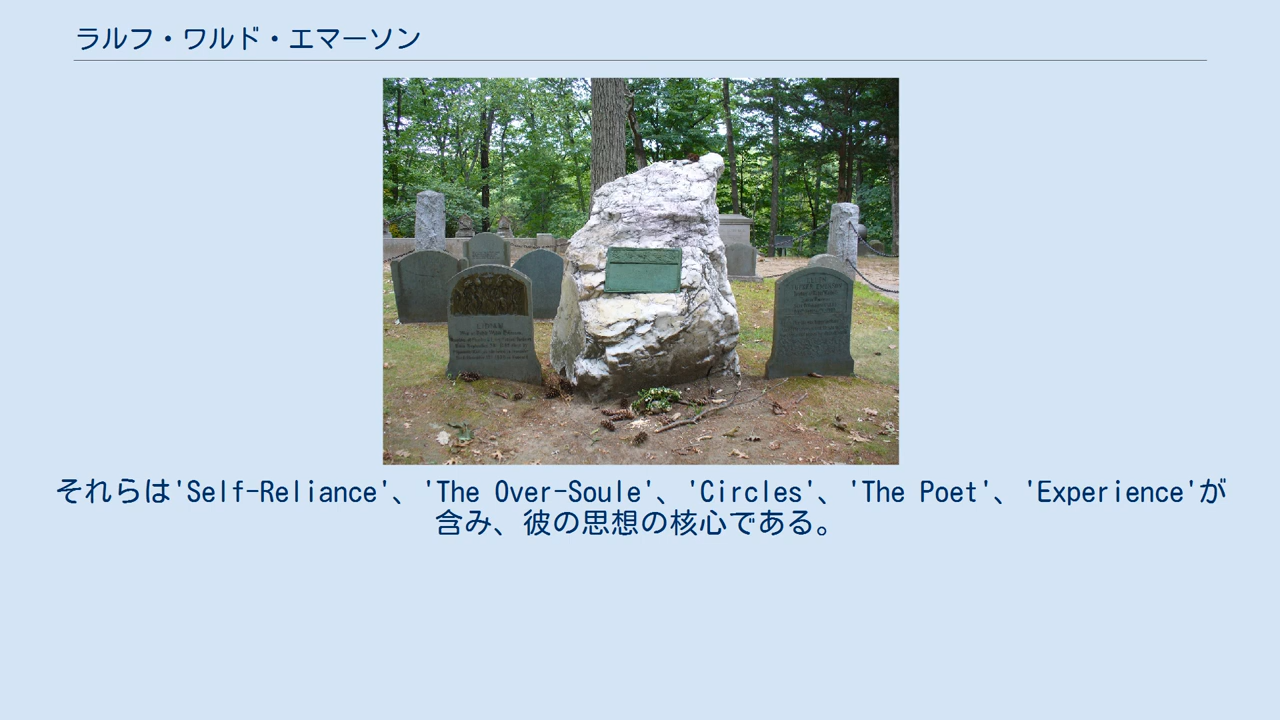 ラルフ・ワルド・エマーソン
それらは'Self-Reliance'、'The Over-Soule'、'Circles'、'The Poet'、'Experience'が
含み、彼の思想の核心である。